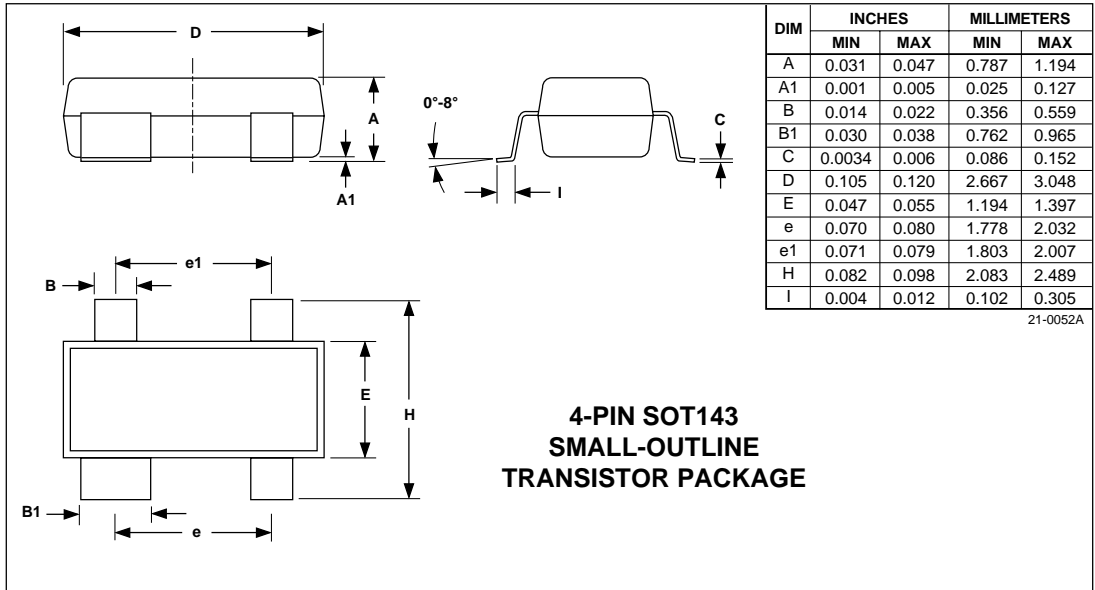 D
A
A1
0°-8°
C
I
DIM INCHES MILLIMETERS
MIN MAX MIN MAX
A 0.031 0.047 0.787 1.194
A1 0.001 0.005 0.025 0.127
B 0.014 0.022 0.356 0.559
B1 0.030 0.038 0.762 0.965
C 0.0034 0.006 0.086 0.152
D 0.105 0.120 2.667 3.048
E 0.047 0.055 1.194 1.397
e 0.070 0.080 1.778 2.032
e1 0.071 0.079 1.803 2.007
H 0.082 0.098 2.083 2.489
I 0.004 0.012 0.102 0.305
21-0052A
e1
B
E
H
B1
e
4-PIN SOT143
SMALL-OUTLINE
TRANSISTOR PACKAGE